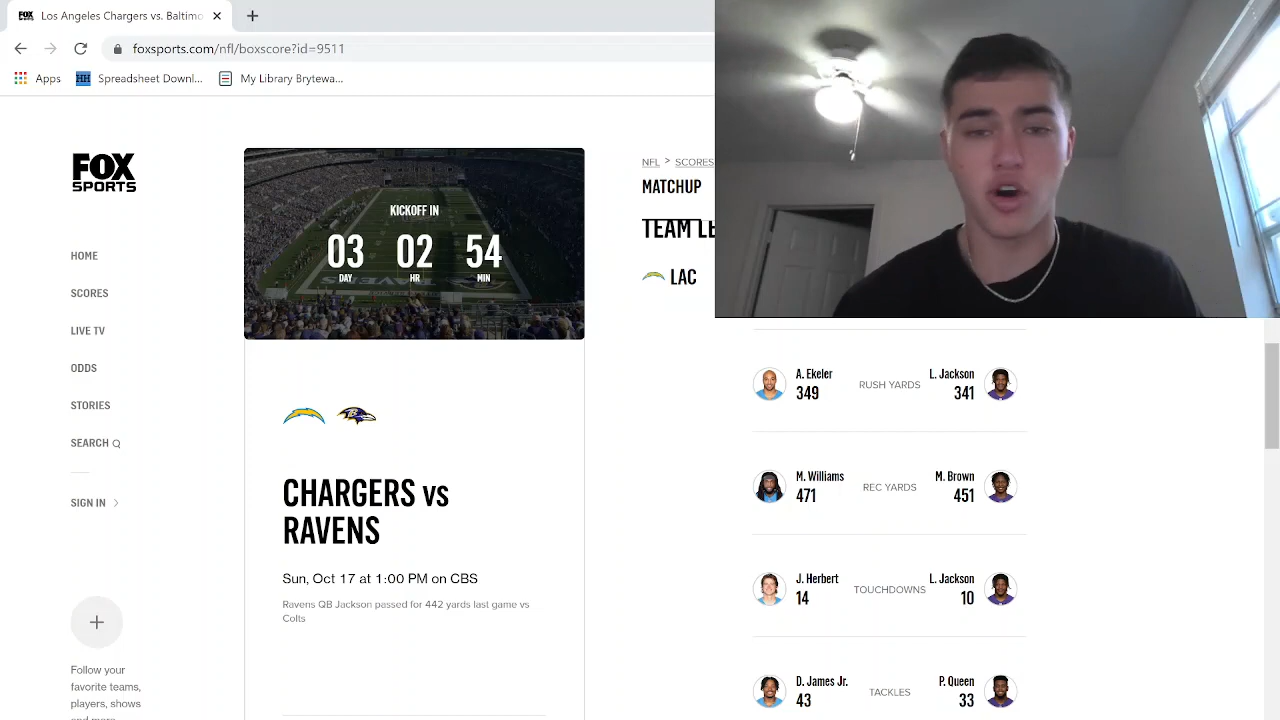 Los Angeles Chargers vs. Baltimo
foxsports.com/nfl/boxscore?id=9511
Apps
Spreadsheet Downl...
My Library Brytewa...
FOX
SPORTS
HOME
SCORES
LIVE TV
ODDS
STORIES
SEARCH
SIGN IN
Follow your
favorite teams,
players, shows
and more
KICKOFF IN
03 02 54
DAY HR MIN
CHARGERS VS
RAVENS
Sun, Oct 17 at 1:00 PM on CBS
Ravens QB Jackson passed for 442 yards last game vs
Colts
NFL > SCORES
MATCHUP
TEAM LE
LAC
A. Ekeler RUSH YARDS L. Jackson
349 341
M. Williams REC YARDS M. Brown
471 451
J. Herbert TOUCHDOWNS L. Jackson
14 10
D. James Jr. TACKLES P. Queen
43 33